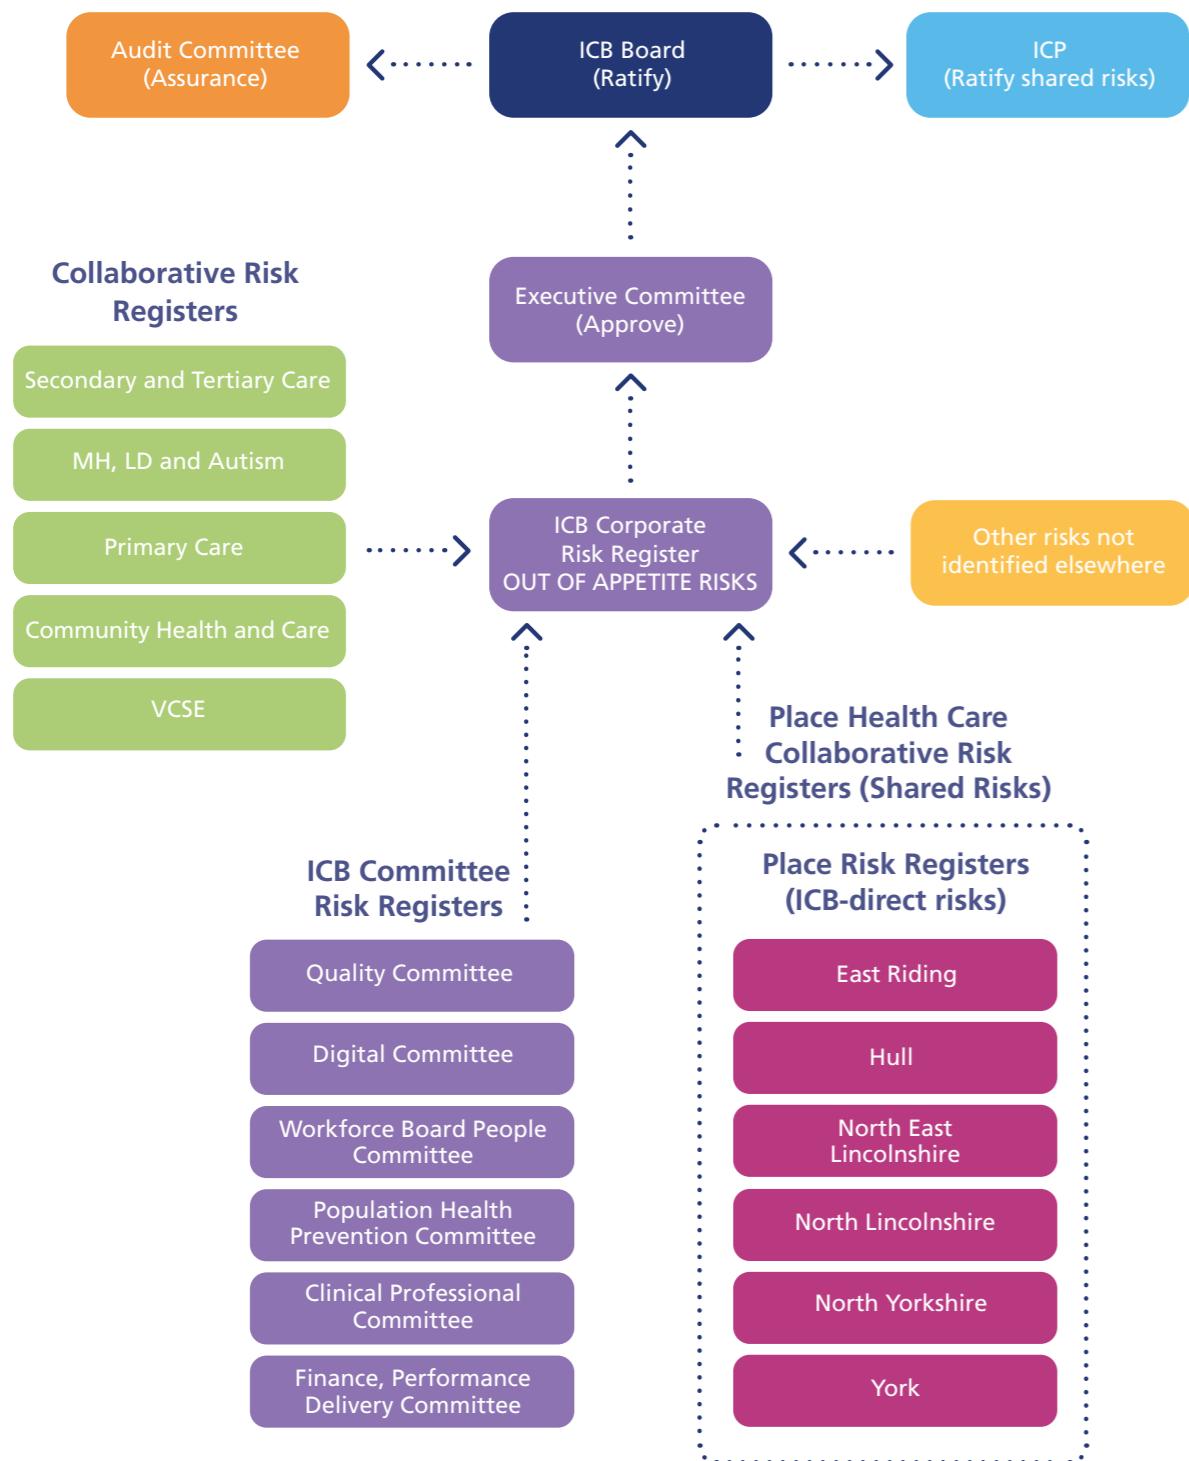 Audit Committee
(Assurance)
ICB Board
(Ratify)
ICP
(Ratify shared risks)
Executive Committee
(Approve)
Collaborative Risk
Registers
Secondary and Tertiary Care
MH, LD and Autism
Primary Care
Community Health and Care
VCSE
ICB Corporate
Risk Register
OUT OF APPETITE RISKS
Other risks not
identified elsewhere
ICB Committee
Risk Registers
Quality Committee
Digital Committee
Workforce Board People
Committee
Population Health
Prevention Committee
Clinical Professional
Committee
Finance, Performance
Delivery Committee
Place Health Care
Collaborative Risk
Registers (Shared Risks)
Place Risk Registers
(ICB-direct risks)
East Riding
Hull
North East
Lincolnshire
North Lincolnshire
North Yorkshire
York